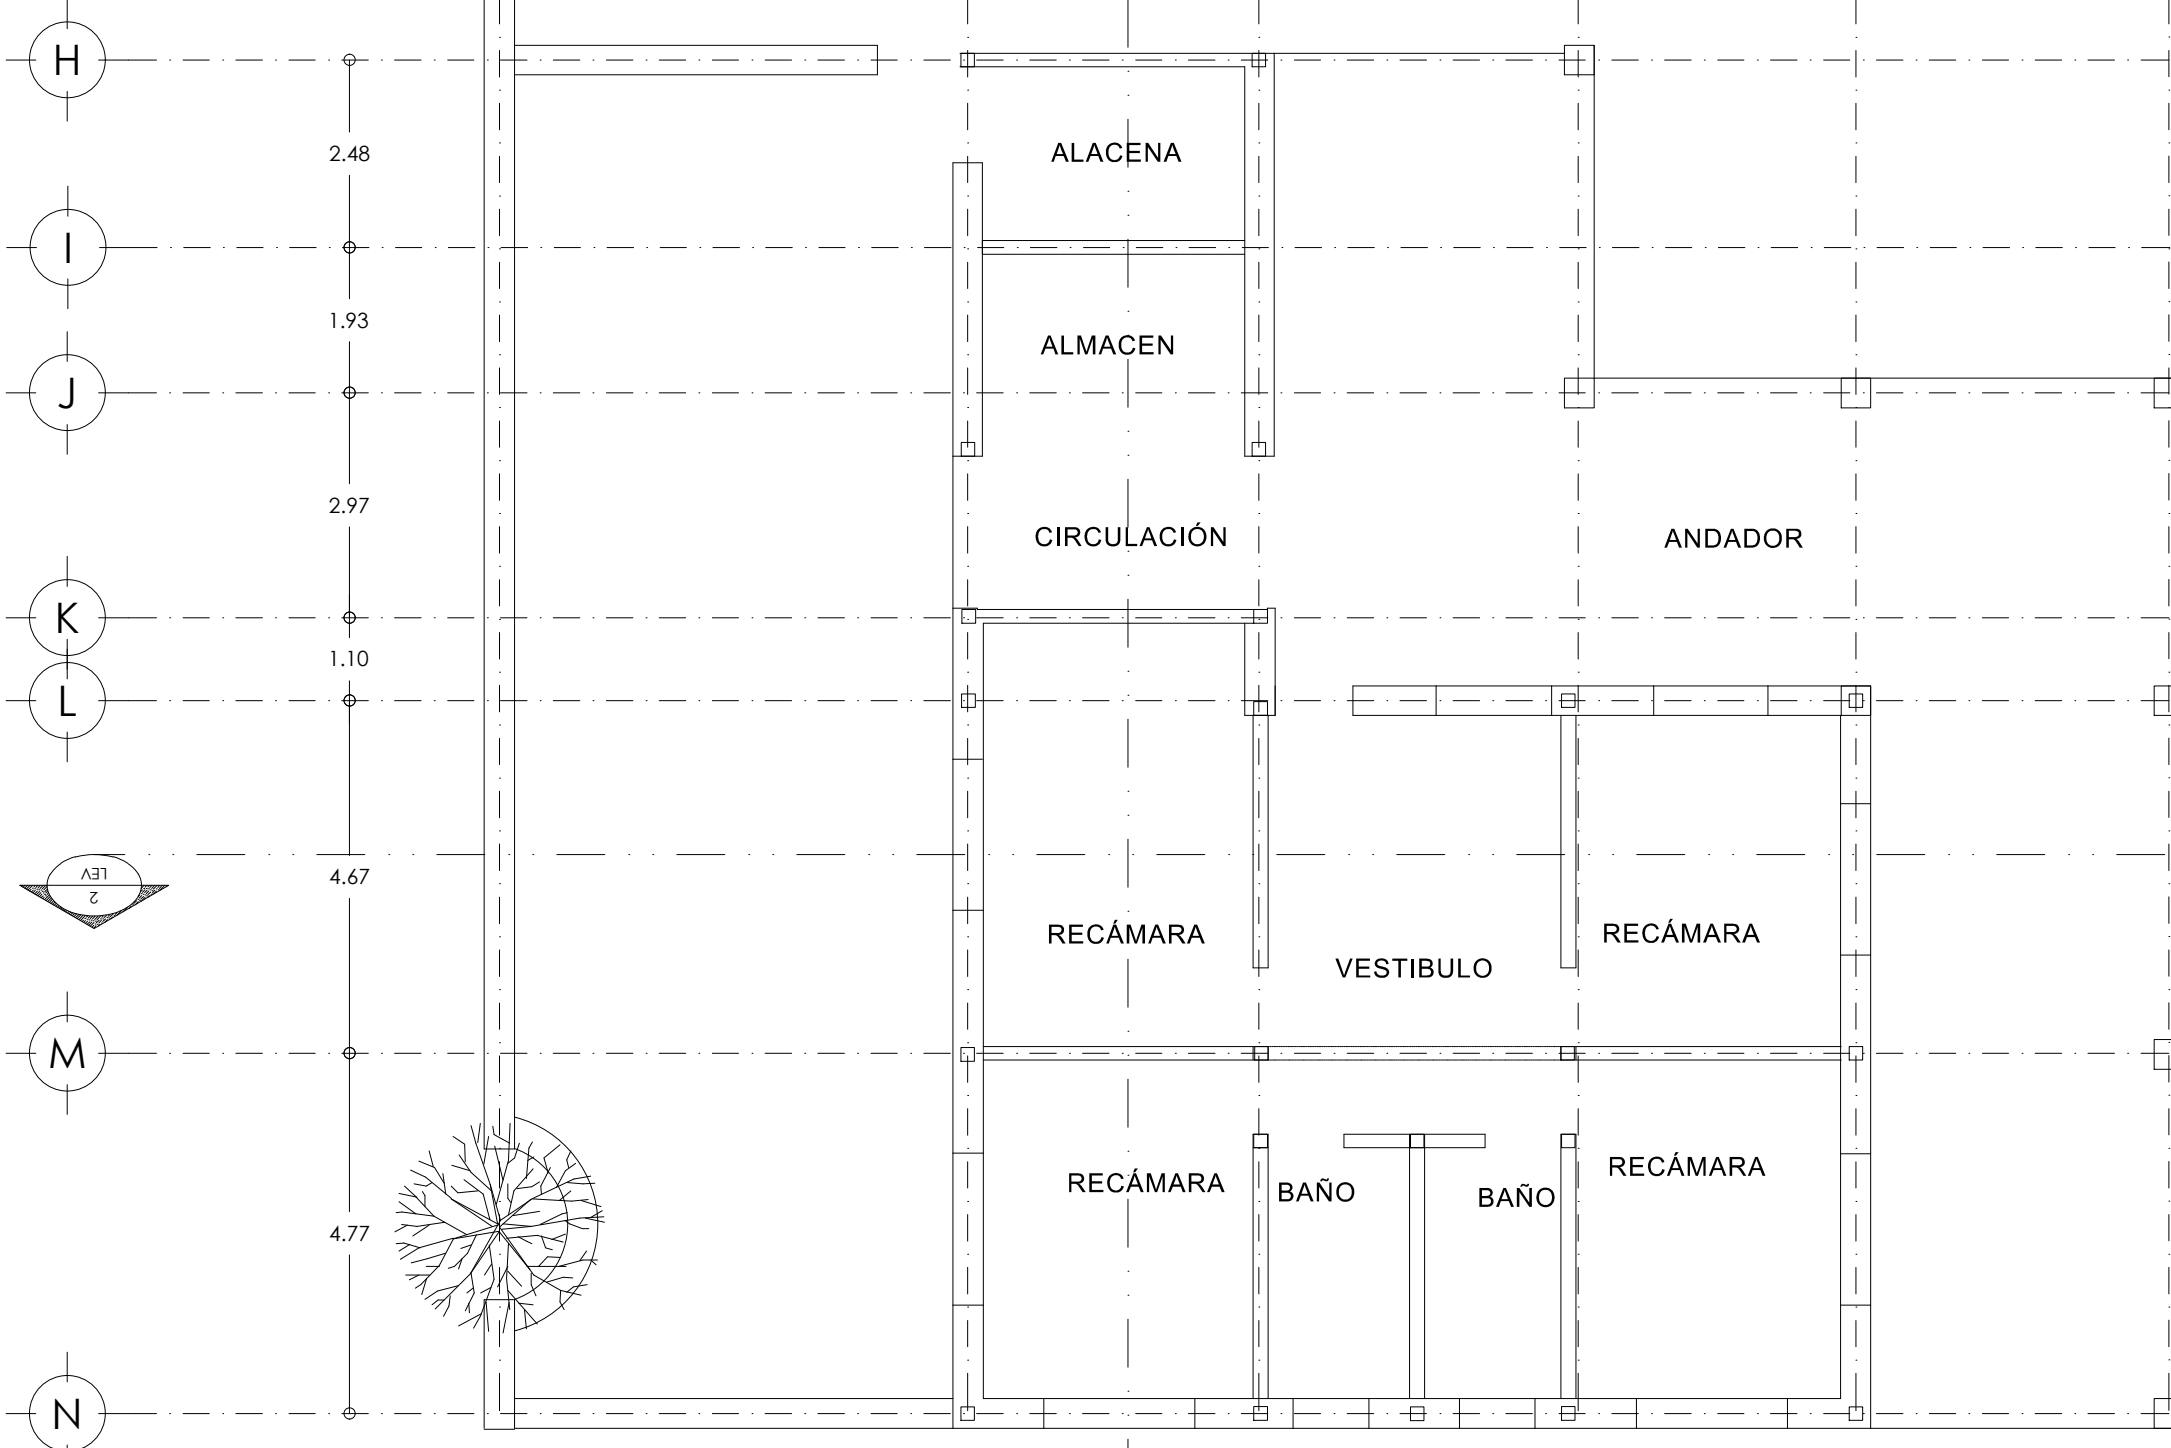 H
2.48
ALACENA
I
1.93
ALMACEN
J
2.97
CIRCULACIÓN
ANDADOR
K
1.10
L
LEV
2
4.67
RECÁMARA
RECÁMARA
VESTIBULO
M
RECÁMARA
BAÑO
BAÑO
RECÁMARA
4.77
N